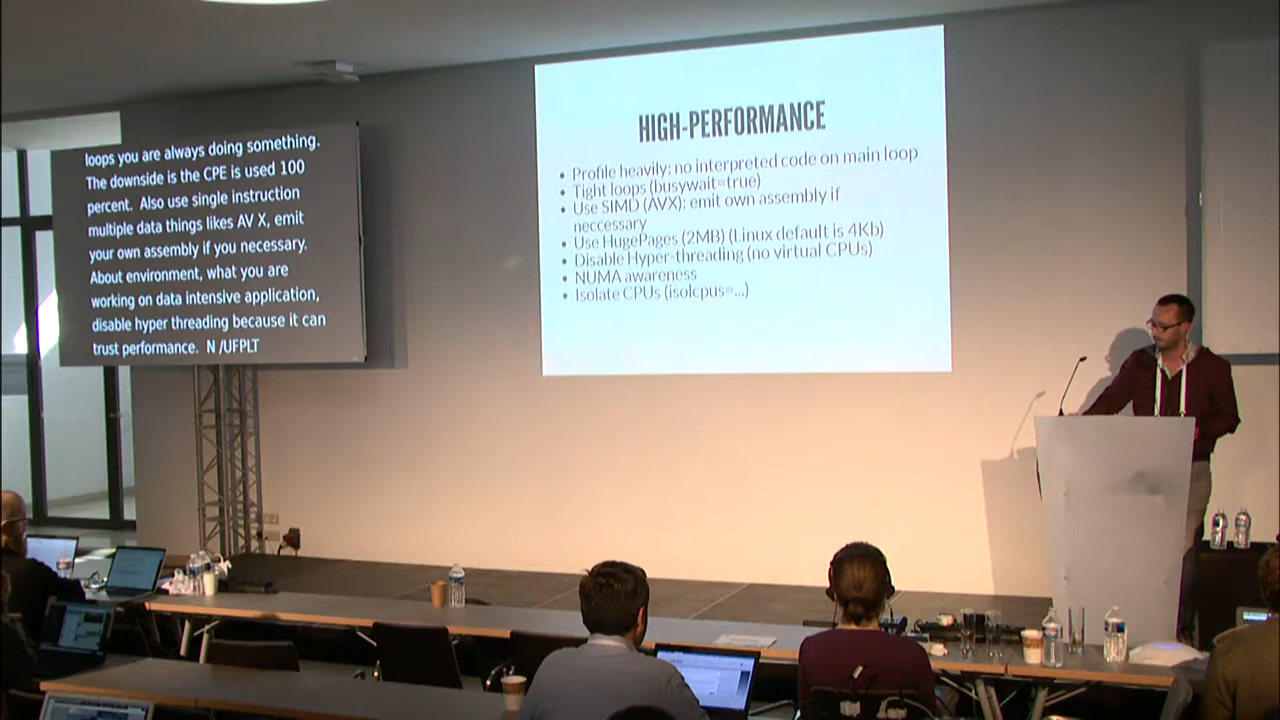 loops you are always doing something.
The downside is the CPE is used 100
percent. Also use single instruction
multiple data things likes AV X, emit
your own assembly if you necessary.
About environment, what you are
working on data intensive application,
disable hyper threading because it can
trust performance. N /UFPLT
HIGH-PERFORMANCE
• Profile heavily: no interpreted code on main loop
• Tight loops (busywait=true)
• Use SIMD (AVX): emit own assembly if
neccessary
• Use HugePages (2MB) (Linux default is 4Kb)
• Disable Hyper-threading (no virtual CPUs)
• NUMA awareness
• Isolate CPUs (isolcpus=...)